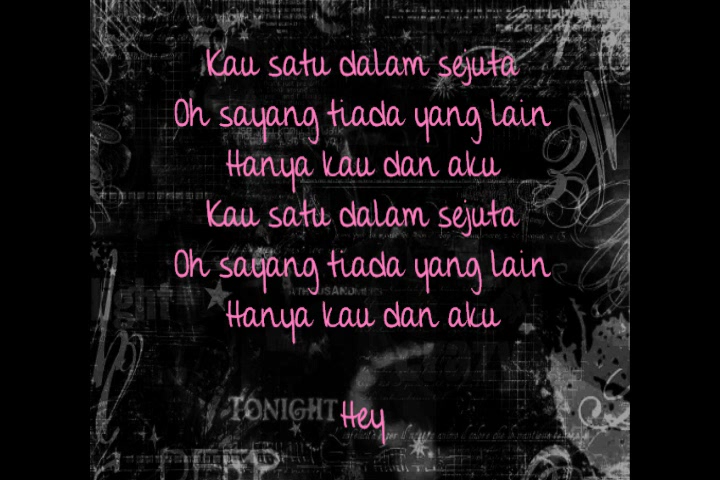 Kau satu dalam sejuta
Oh sayang tiada yang lain
Hanya kau dan aku
Kau satu dalam sejuta
Oh sayang tiada yang lain
Hanya kau dan aku
TONIGHT
Hey